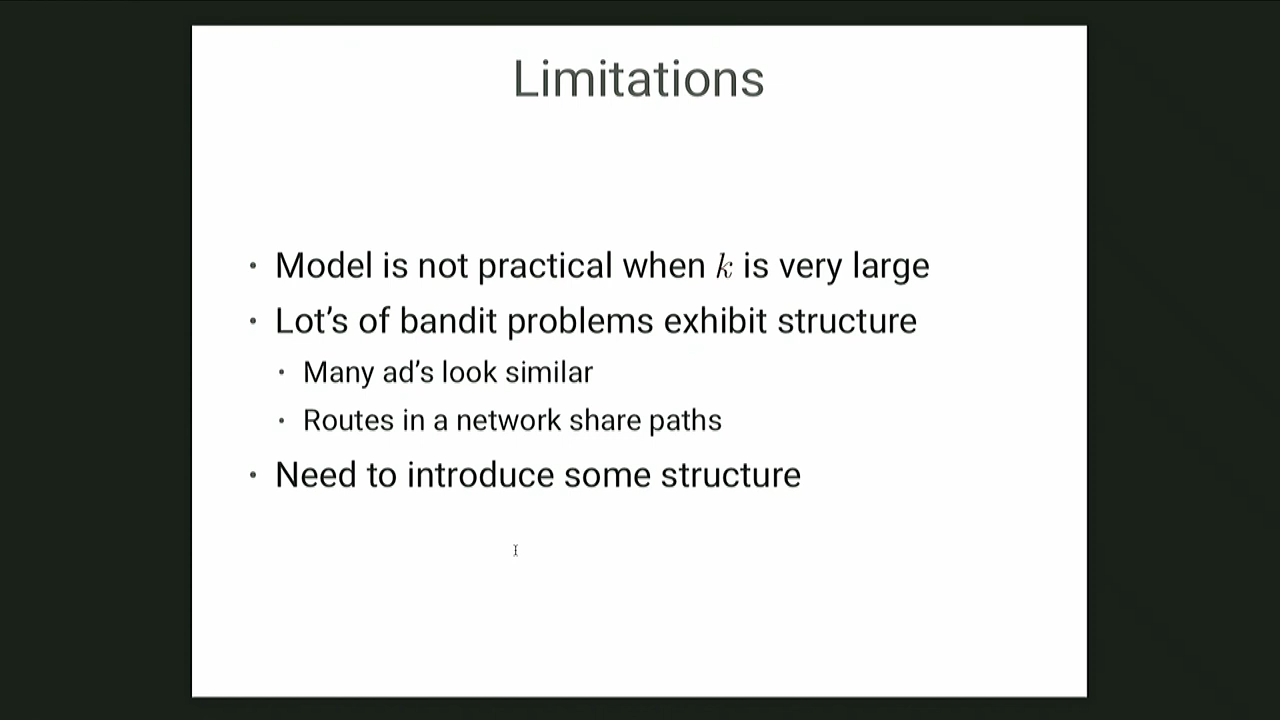 Limitations
• Model is not practical when k is very large
• Lot’s of bandit problems exhibit structure
• Many ad’s look similar
• Routes in a network share paths
• Need to introduce some structure